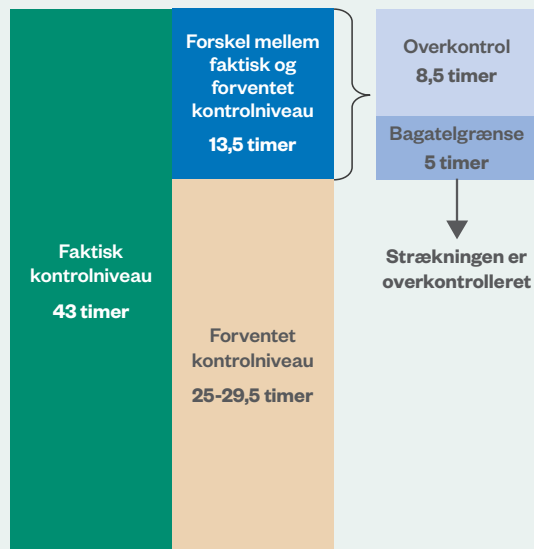 Forskel mellem
faktisk og
forventet
kontrolniveau
13,5 timer
Overkontrol
8,5 timer
Bagatelgrænse
5 timer
Strækningen er
overkontrolleret
Faktisk
kontrolniveau
43 timer
Forventet
kontrolniveau
25-29,5 timer